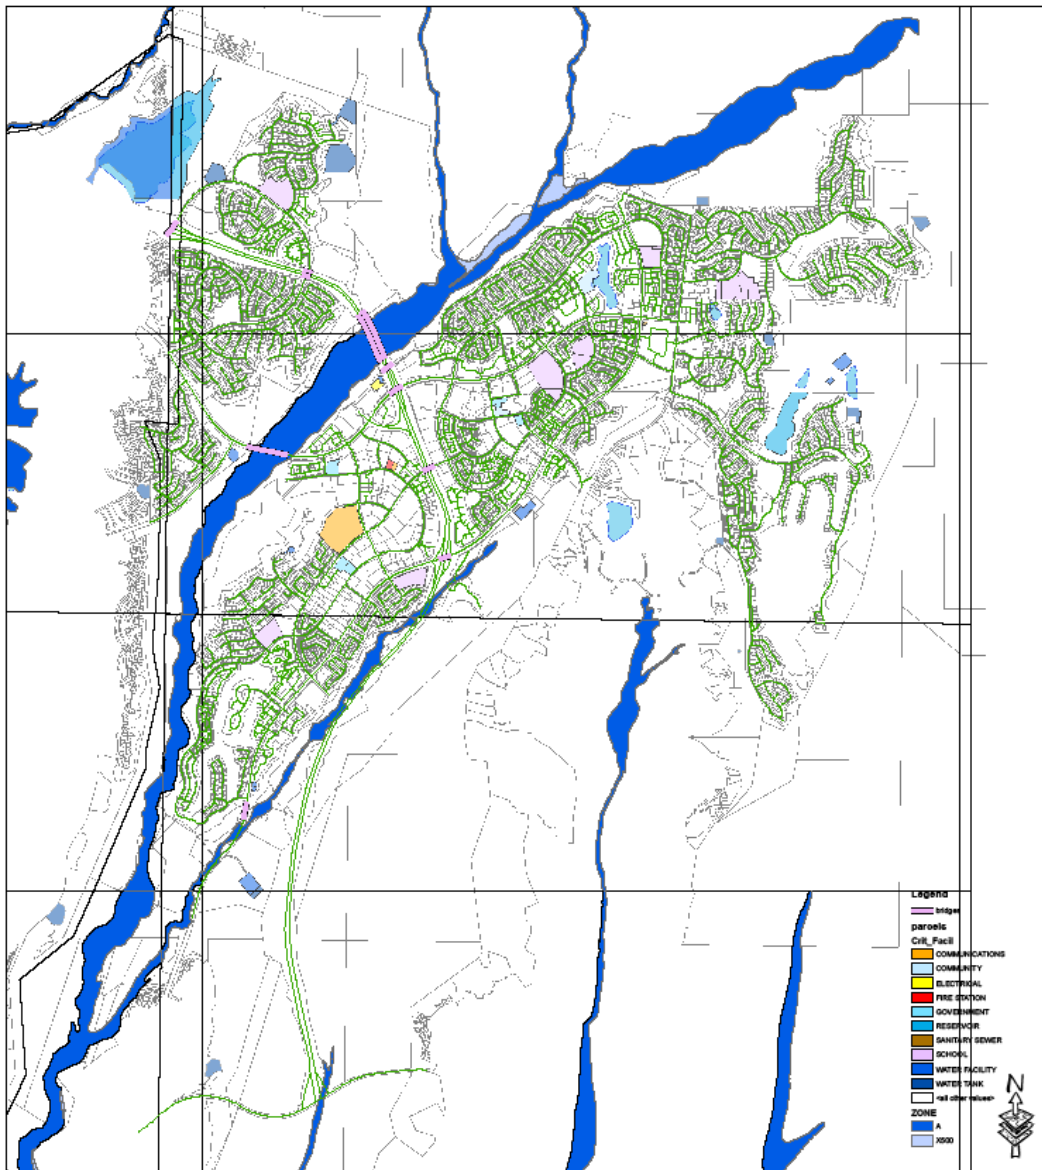 Legend
bridges
parcels
Crit_Facil
COMMUNICATIONS
COMMUNITY
ELECTRICAL
FIRE STATION
GOVERNMENT
RESERVOIR
SANITARY SEWER
SCHOOL
WATER FACILITY
WATER TANK
<all other values>
ZONE
A
X500
N